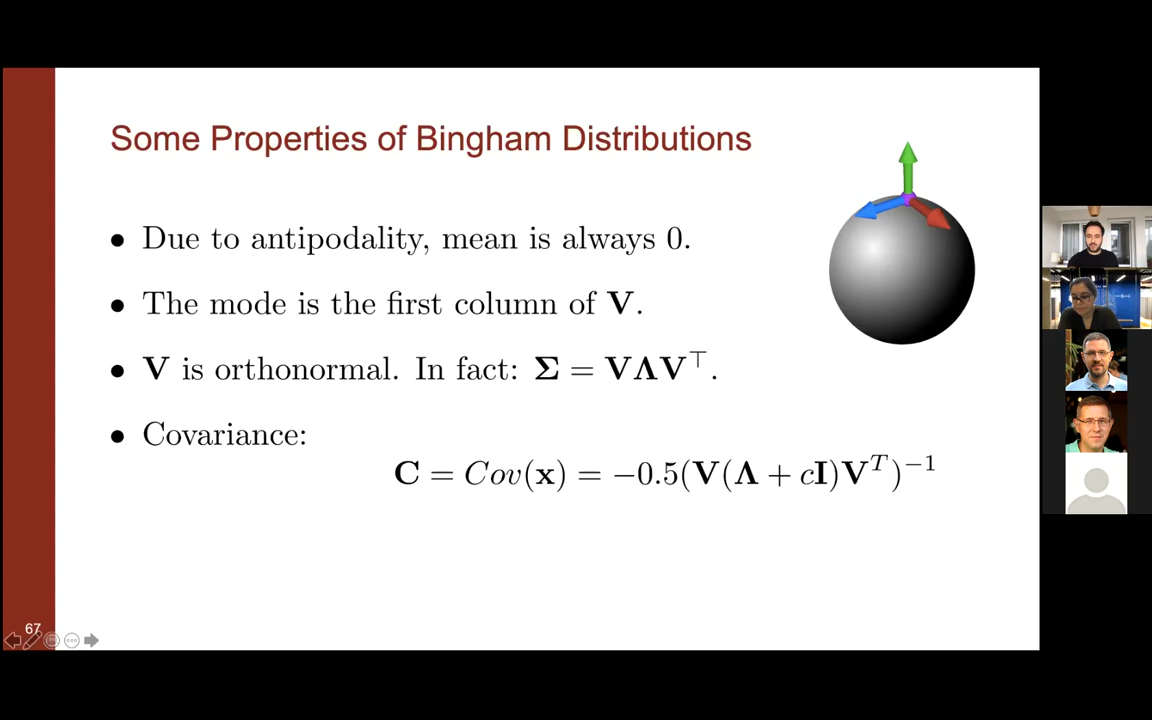 Some Properties of Bingham Distributions
• Due to antipodality, mean is always 0.
• The mode is the first column of V.
• V is orthonormal. In fact: Σ = VΛV⊤.
• Covariance:
C = Cov(x) = −0.5(V(Λ + cI)Vᵀ)⁻¹
67